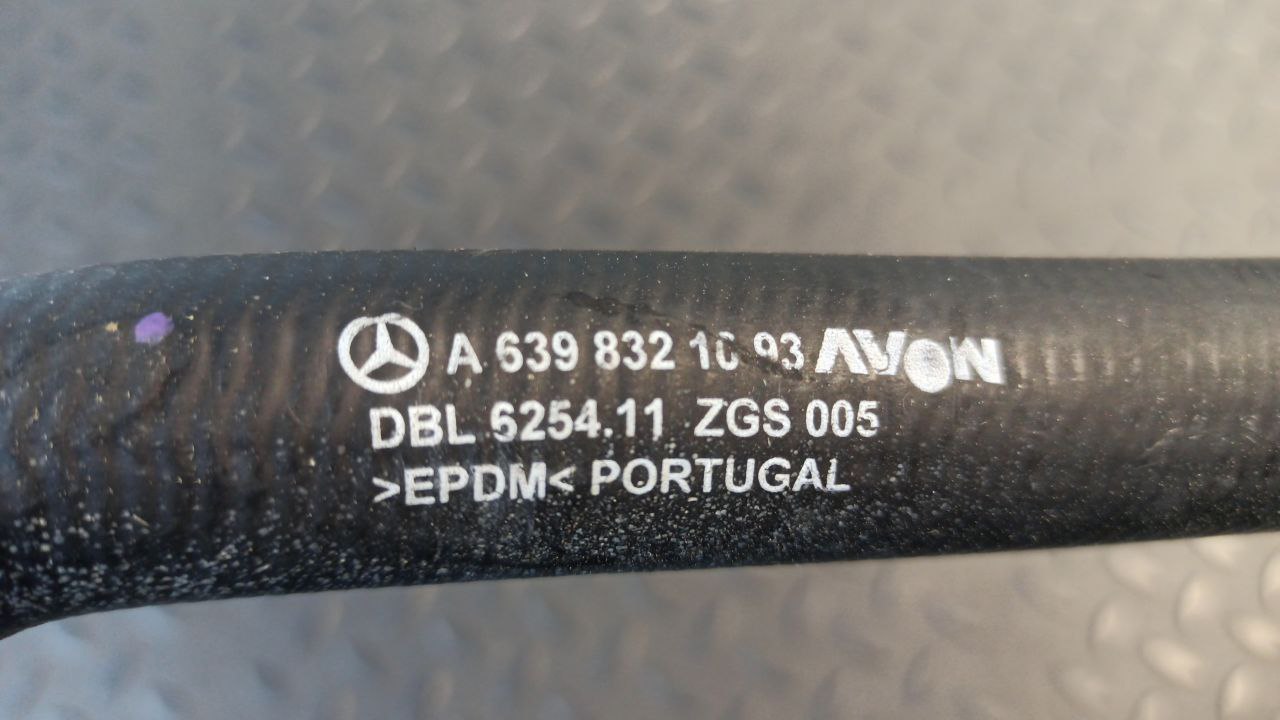 A 639 832 10 93 AVON
DBL 6254.11 ZGS 005
>EPDM< PORTUGAL